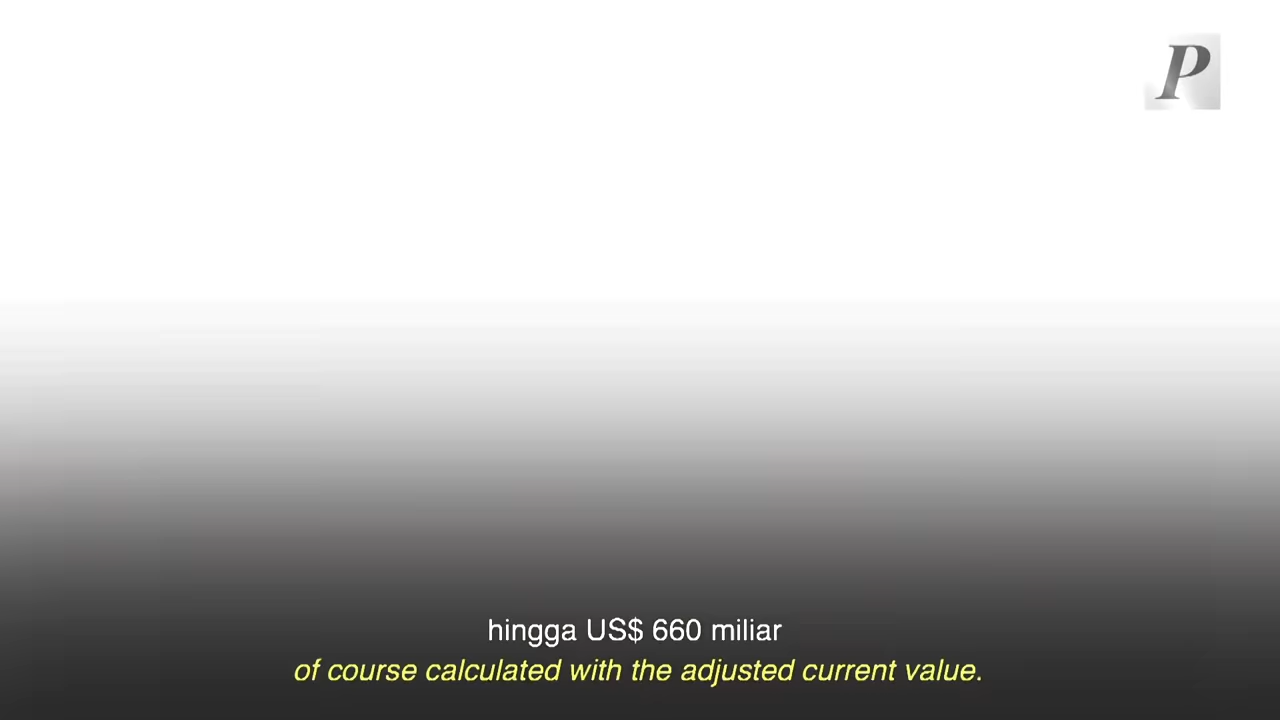 P
hingga US$ 660 miliar
of course calculated with the adjusted current value.